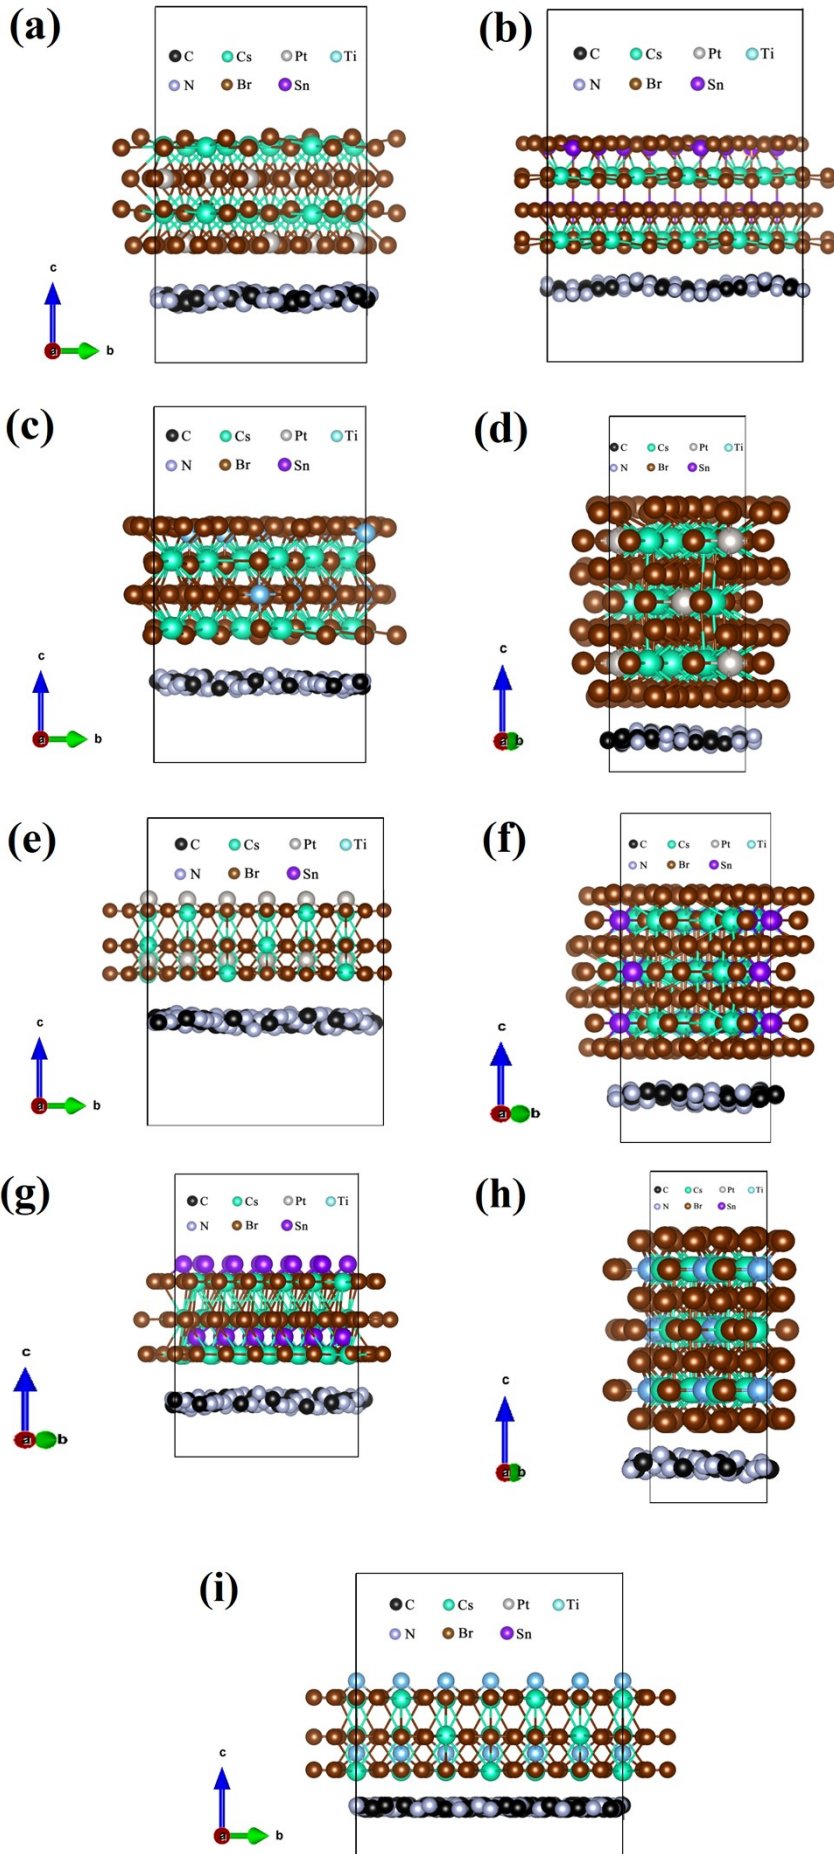 (a)
C Cs Pt Ti
N Br Sn
c
a b
(b)
C Cs Pt Ti
N Br Sn
(c)
C Cs Pt Ti
N Br Sn
c
a b
(d)
C Cs Pt Ti
N Br Sn
c
a b
(e)
C Cs Pt Ti
N Br Sn
c
a b
(f)
C Cs Pt Ti
N Br Sn
c
a b
(g)
C Cs Pt Ti
N Br Sn
c
a b
(h)
C Cs Pt Ti
N Br Sn
c
a b
(i)
C Cs Pt Ti
N Br Sn
c
a b